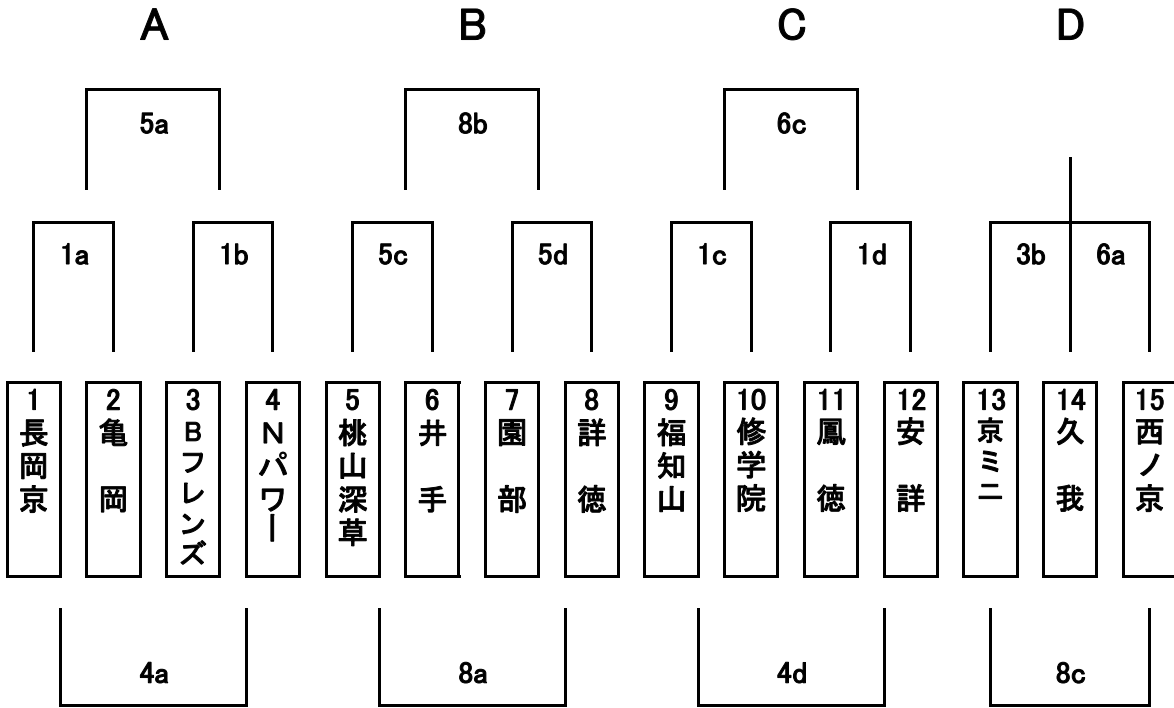 A B C D
5a 8b 6c
1a 1b 5c 5d 1c 1d 3b 6a
1 2 3 4 5 6 7 8 9 10 11 12 13 14 15
長岡京
亀岡
Bフレンズ
Nパワー
桃山深草
井手
園部
詳徳
福知山
修学院
鳳徳
安詳
京ミニ
久我
西ノ京
4a 8a 4d 8c